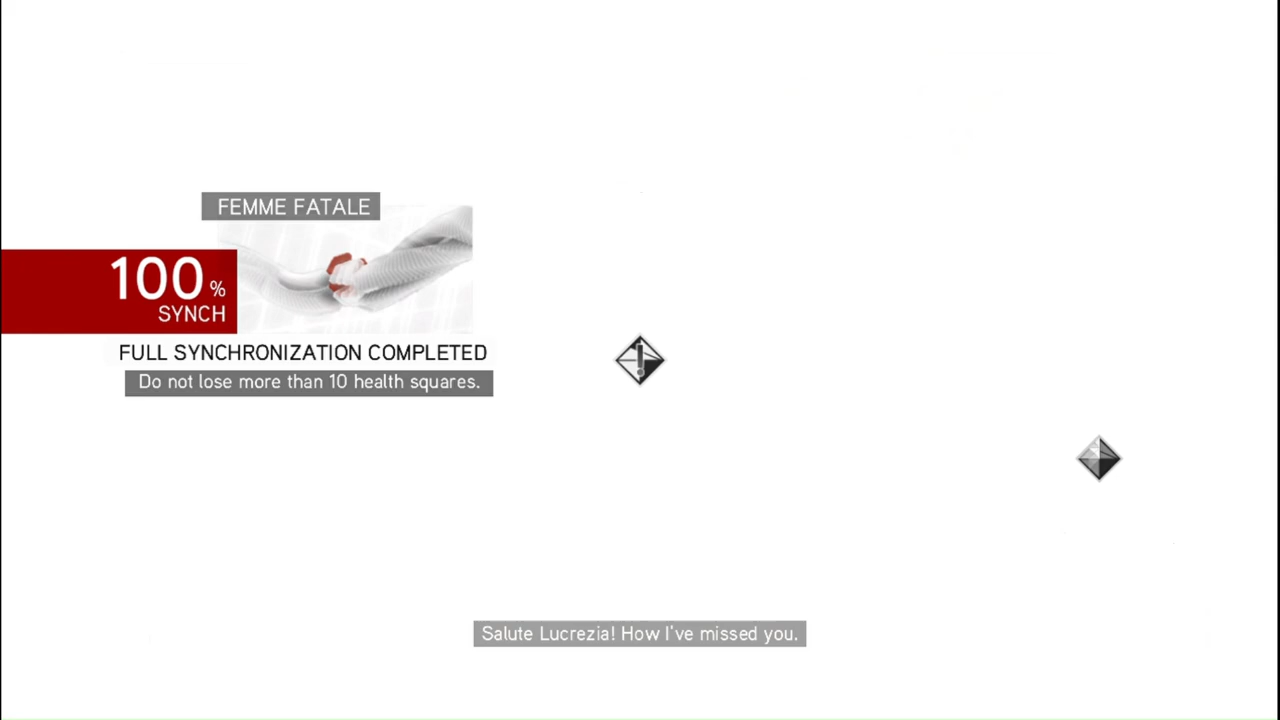 FEMME FATALE
100 %
SYNCH
FULL SYNCHRONIZATION COMPLETED
Do not lose more than 10 health squares.
Salute Lucrezia! How I've missed you.